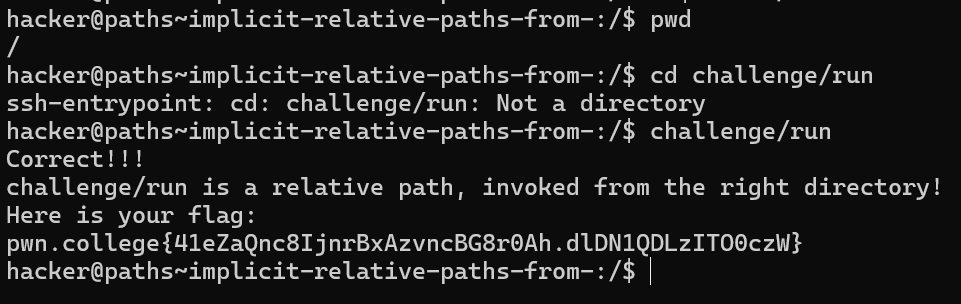 hacker@paths~implicit-relative-paths-from-:/$ pwd
/
hacker@paths~implicit-relative-paths-from-:/$ cd challenge/run
ssh-entrypoint: cd: challenge/run: Not a directory
hacker@paths~implicit-relative-paths-from-:/$ challenge/run
Correct!!!
challenge/run is a relative path, invoked from the right directory!
Here is your flag:
pwn.college{41eZaQnc8IjnrBxAzvncBG8r0Ah.dlDN1QDLzITO0czW}
hacker@paths~implicit-relative-paths-from-:/$